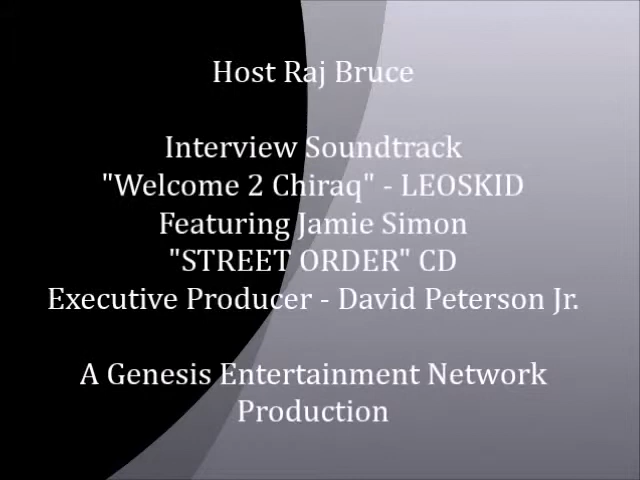 Host Raj Bruce
Interview Soundtrack
"Welcome 2 Chiraq" - LEOSKID
Featuring Jamie Simon
"STREET ORDER" CD
Executive Producer - David Peterson Jr.
A Genesis Entertainment Network
Production